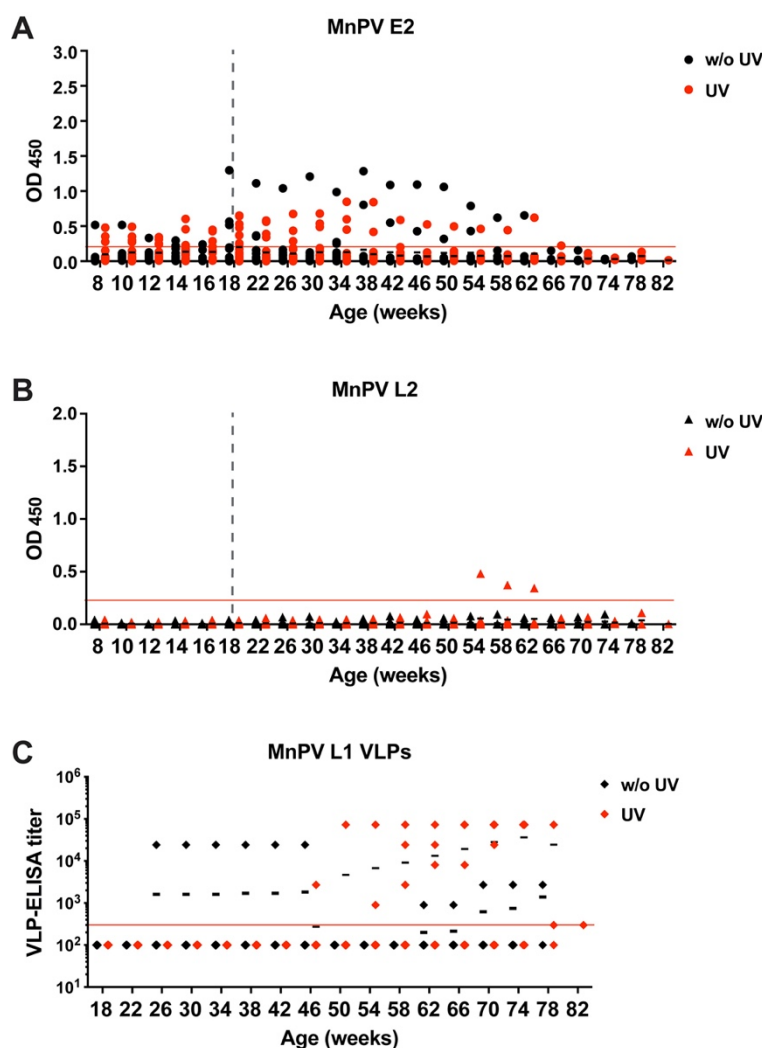 A
MnPV E2
3.0
2.5
2.0
1.5
1.0
0.5
0.0
OD 450
8 10 12 14 16 18 22 26 30 34 38 42 46 50 54 58 62 66 70 74 78 82
Age (weeks)
w/o UV
UV
B
MnPV L2
2.0
1.5
1.0
0.5
0.0
OD 450
8 10 12 14 16 18 22 26 30 34 38 42 46 50 54 58 62 66 70 74 78 82
Age (weeks)
w/o UV
UV
C
MnPV L1 VLPs
10⁶
10⁵
10⁴
10³
10²
10¹
VLP-ELISA titer
18 22 26 30 34 38 42 46 50 54 58 62 66 70 74 78 82
Age (weeks)
w/o UV
UV